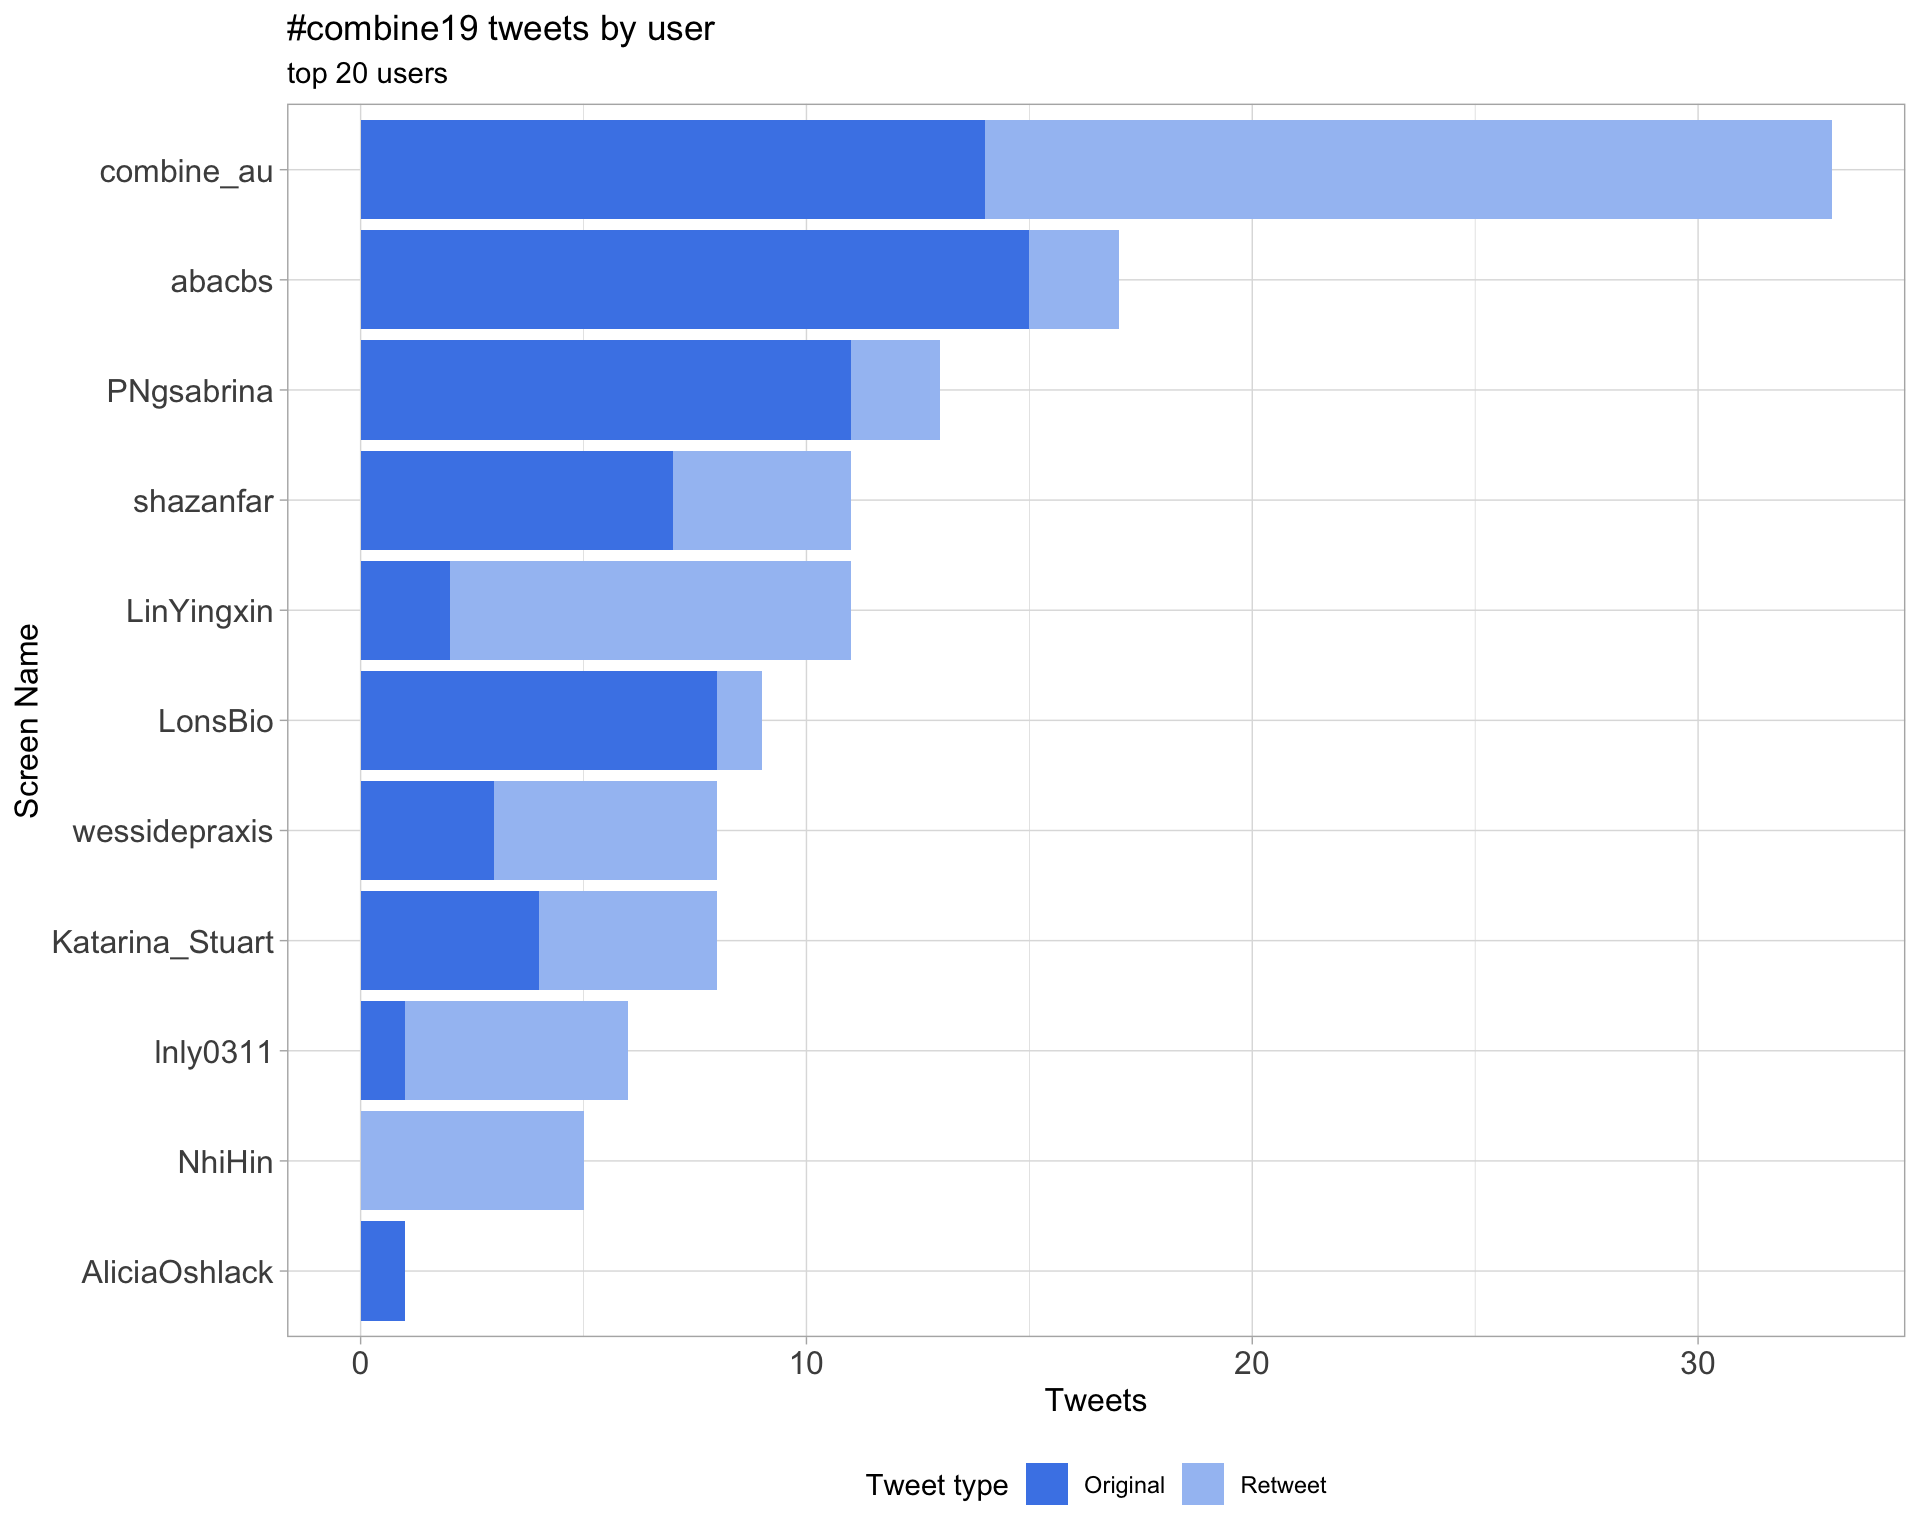 #combine19 tweets by user
top 20 users
Screen Name
combine_au
abacbs
PNgsabrina
shazanfar
LinYingxin
LonsBio
wessidepraxis
Katarina_Stuart
lnly0311
NhiHin
AliciaOshlack
0 10 20 30
Tweets
Tweet type Original Retweet